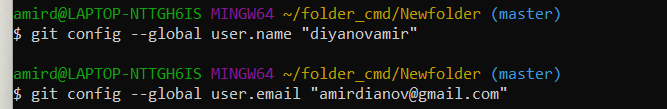 amird@LAPTOP-NTTGH6IS MINGW64 ~/folder_cmd/Newfolder (master)
$ git config --global user.name "diyanovamir"
amird@LAPTOP-NTTGH6IS MINGW64 ~/folder_cmd/Newfolder (master)
$ git config --global user.email "amirdianov@gmail.com"